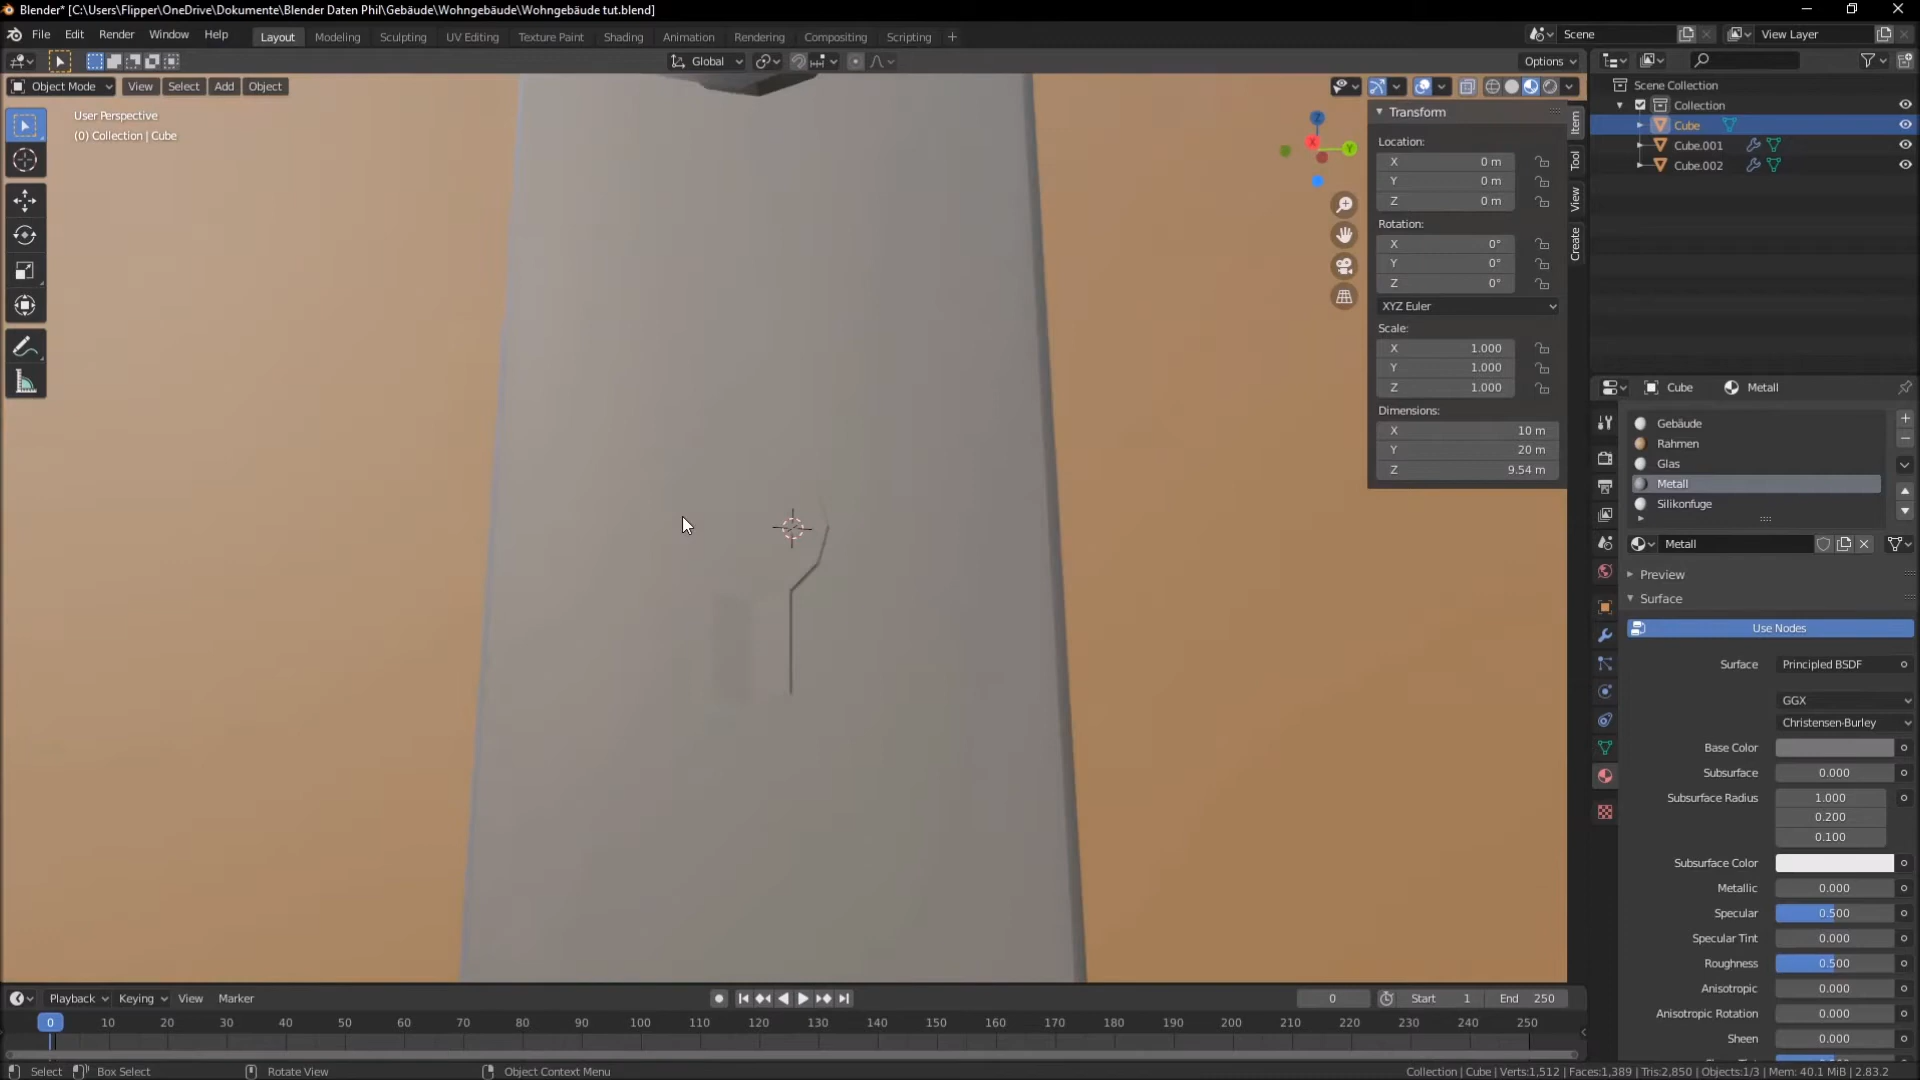 Blender* [C:\Users\Flipper\OneDrive\Dokumente\Blender Daten Phil\Gebäude\Wohngebäude\Wohngebäude tut.blend]
File Edit Render Window Help Layout Modeling Sculpting UV Editing Texture Paint Shading Animation Rendering Compositing Scripting + Scene View Layer
Global Options
Object Mode View Select Add Object
User Perspective
(0) Collection | Cube
Transform
Location:
X 0 m
Y 0 m
Z 0 m
Rotation:
X 0°
Y 0°
Z 0°
XYZ Euler
Scale:
X 1.000
Y 1.000
Z 1.000
Dimensions:
X 10 m
Y 20 m
Z 9.54 m
Item
Tool
View
Create
Z
X
Y
Scene Collection
Collection
Cube
Cube.001
Cube.002
Cube Metall
Gebäude
Rahmen
Glas
Metall
Silikonfuge
Metall
Preview
Surface
Use Nodes
Surface Principled BSDF
GGX
Christensen-Burley
Base Color
Subsurface 0.000
Subsurface Radius 1.000
0.200
0.100
Subsurface Color
Metallic 0.000
Specular 0.500
Specular Tint 0.000
Roughness 0.500
Anisotropic 0.000
Anisotropic Rotation 0.000
Sheen 0.000
Playback Keying View Marker 0 Start 1 End 250
0 10 20 30 40 50 60 70 80 90 100 110 120 130 140 150 160 170 180 190 200 210 220 230 240 250
Select Box Select Rotate View Object Context Menu Collection | Cube | Verts:1,512 | Faces:1,389 | Tris:2,850 | Objects:1/3 | Mem: 40.1 MiB | 2.83.2